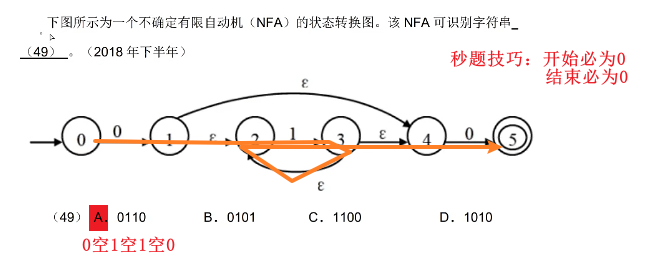 下图所示为一个不确定有限自动机（NFA）的状态转换图。该 NFA 可识别字符串_
（49） 。（2018 年下半年）
秒题技巧：开始必为0
结束必为0
ε
0 0 1 ε 2 1 3 ε 4 0 5
ε
（49） A. 0110 B. 0101 C. 1100 D. 1010
0空1空1空0